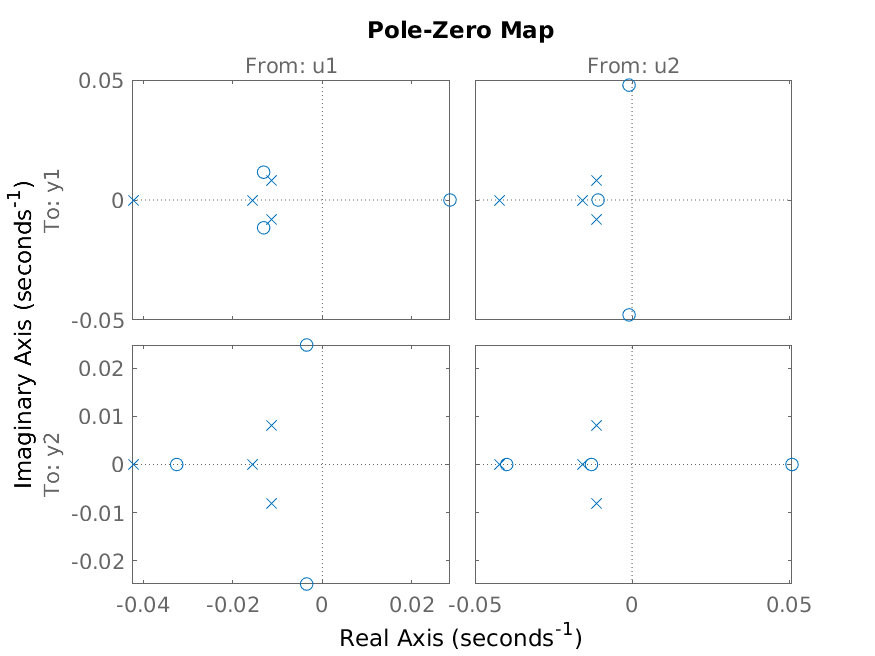 Pole-Zero Map
From: u1
From: u2
Imaginary Axis (seconds⁻¹)
To: y1
0.05
0
-0.05
To: y2
0.02
0.01
0
-0.01
-0.02
-0.04
-0.02
0
0.02
-0.05
0
0.05
Real Axis (seconds⁻¹)